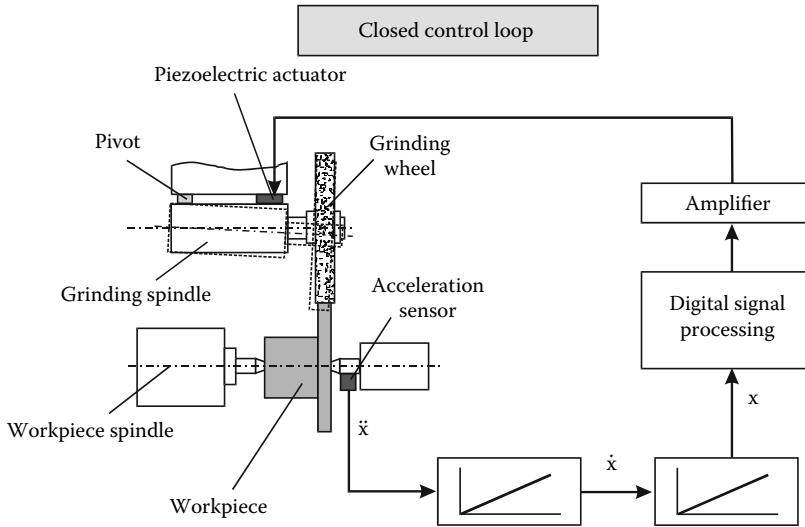 Closed control loop
Piezoelectric actuator
Pivot
Grinding
wheel
Amplifier
Grinding spindle
Acceleration
sensor
Digital signal
processing
Workpiece spindle
ẍ
x
ẋ
Workpiece